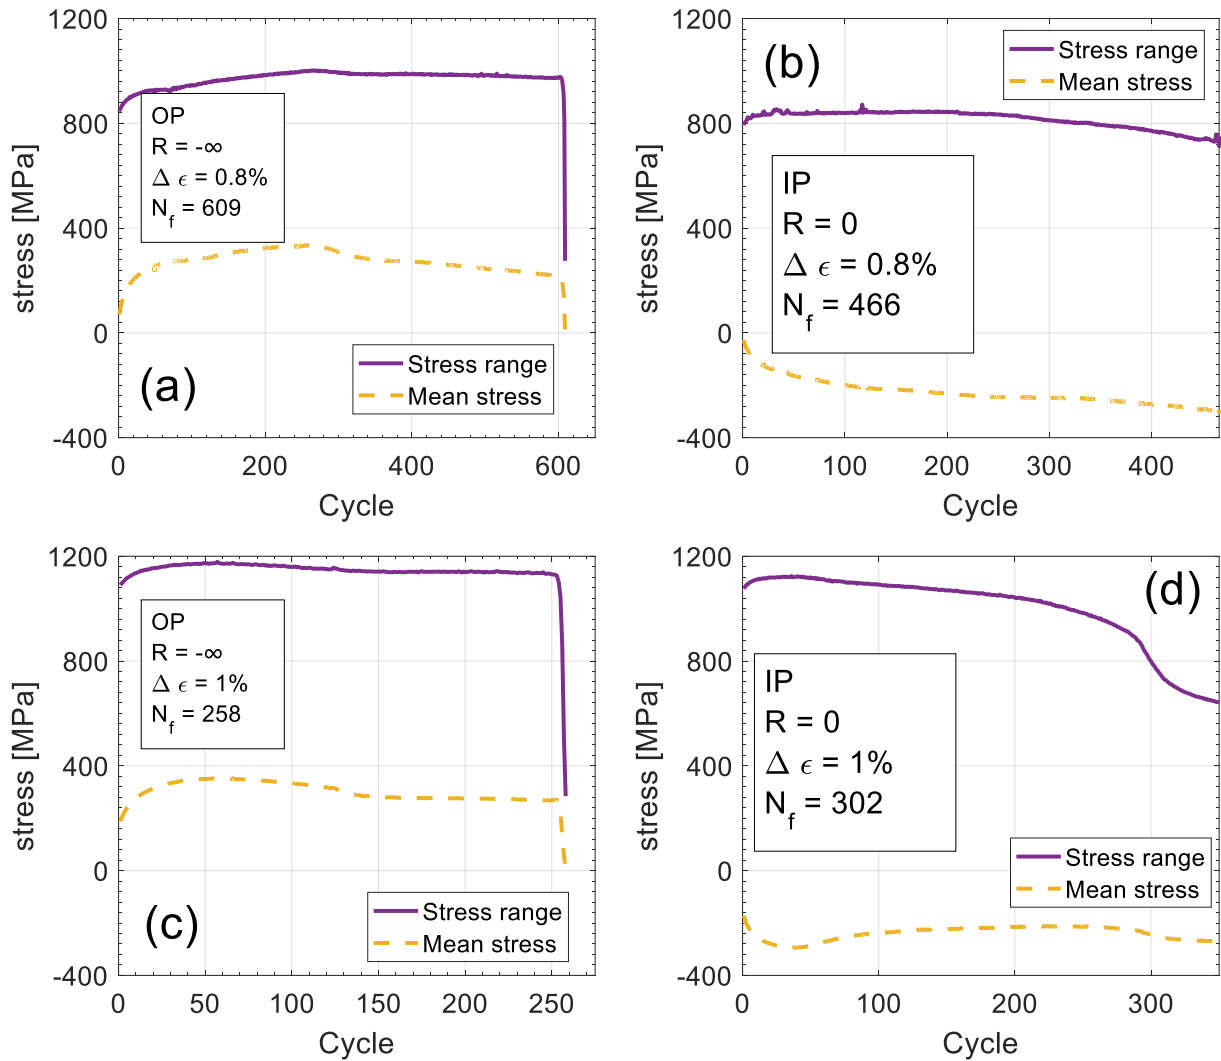 1200
800
400
0
-400
stress [MPa]
OP
R = -∞
Δ ϵ = 0.8%
N_f = 609
Stress range
Mean stress
(a)
0 200 400 600
Cycle
1200
800
400
0
-400
stress [MPa]
(b)
Stress range
Mean stress
IP
R = 0
Δ ϵ = 0.8%
N_f = 466
0 100 200 300 400
Cycle
1200
800
400
0
-400
stress [MPa]
OP
R = -∞
Δ ϵ = 1%
N_f = 258
(c)
Stress range
Mean stress
0 50 100 150 200 250
Cycle
1200
800
400
0
-400
stress [MPa]
(d)
IP
R = 0
Δ ϵ = 1%
N_f = 302
Stress range
Mean stress
0 100 200 300
Cycle